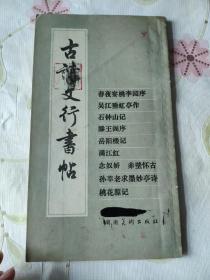 古诗文行书帖
春夜宴桃李园序
吴江垂虹亭作
石钟山记
滕王阁序
岳阳楼记
满江红
念奴娇 赤壁怀古
孙莘老求墨妙亭诗
桃花源记
湖南美术出版社